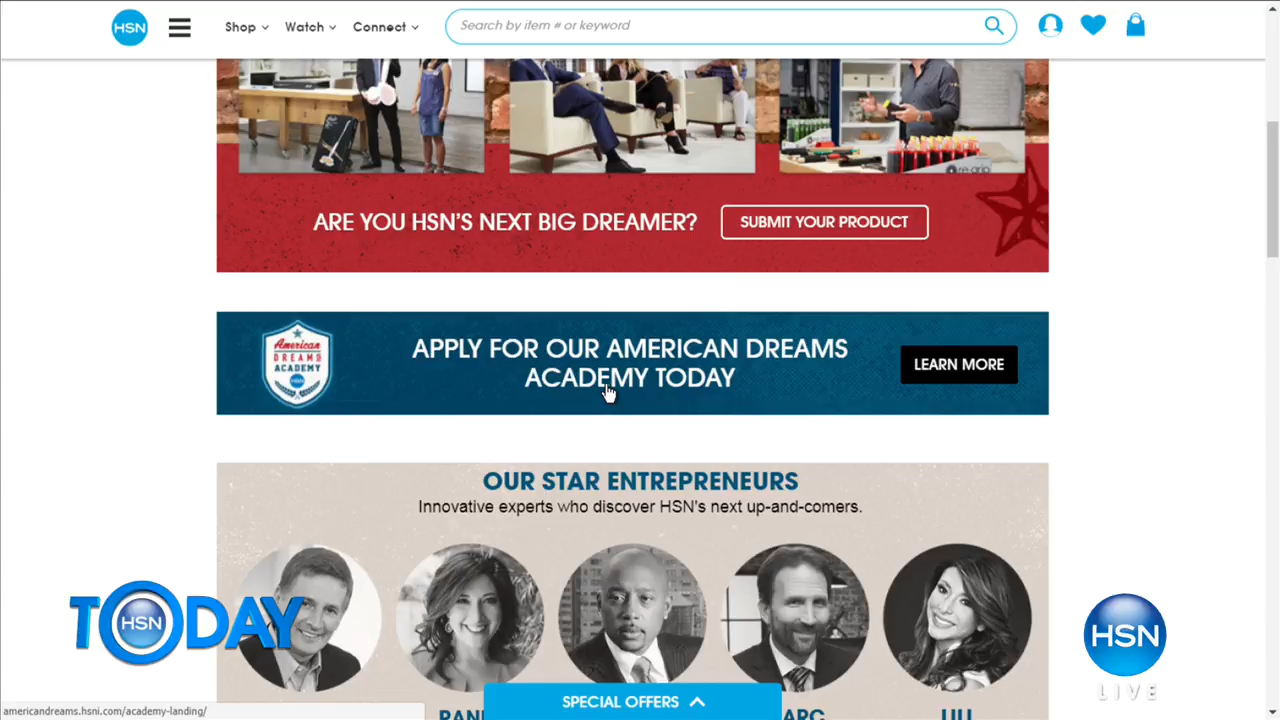 HSN
Shop
Watch
Connect
Search by item # or keyword
re-grip
ARE YOU HSN'S NEXT BIG DREAMER?
SUBMIT YOUR PRODUCT
American
DREAMS
ACADEMY
APPLY FOR OUR AMERICAN DREAMS
ACADEMY TODAY
LEARN MORE
OUR STAR ENTREPRENEURS
Innovative experts who discover HSN's next up-and-comers.
TODAY
HSN
HSN
LIVE
SPECIAL OFFERS
americandreams.hsni.com/academy-landing/